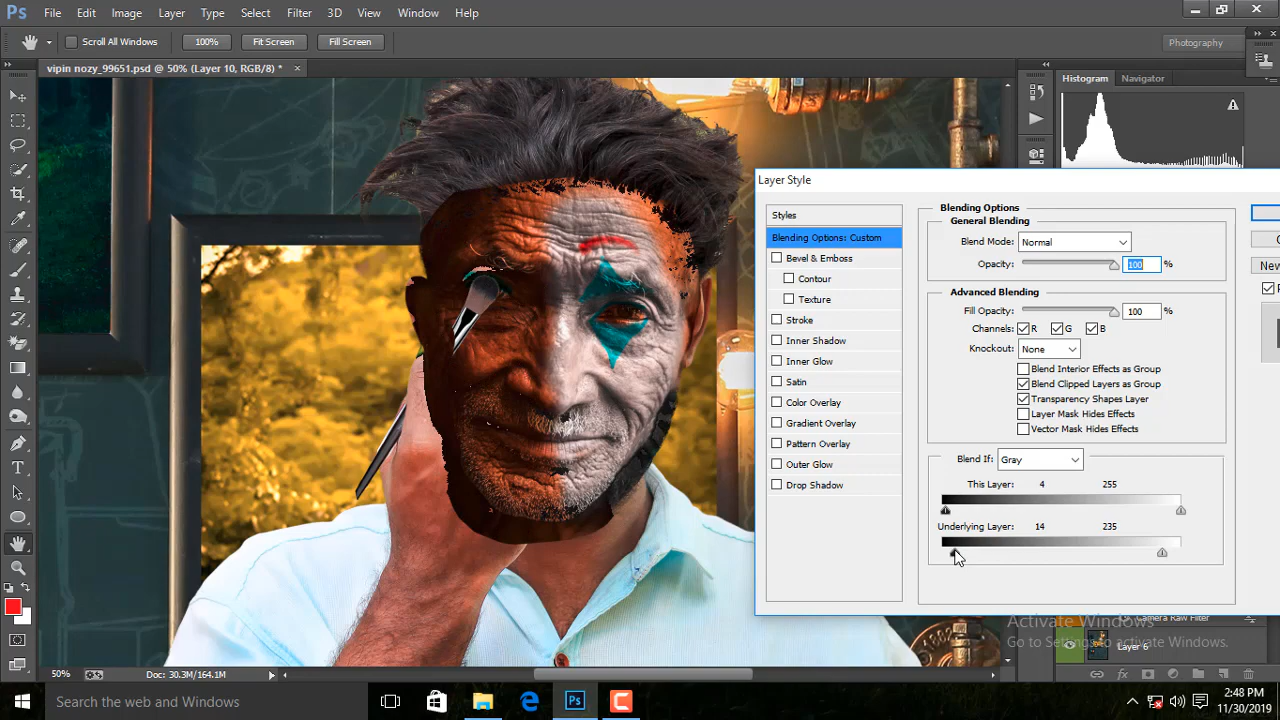 Ps File Edit Image Layer Type Select Filter 3D View Window Help
Scroll All Windows 100% Fit Screen Fill Screen Photography
vipin nozy_99651.psd @ 50% (Layer 10, RGB/8) *
Histogram Navigator
Layer Style
Styles
Blending Options: Custom
Bevel & Emboss
Contour
Texture
Stroke
Inner Shadow
Inner Glow
Satin
Color Overlay
Gradient Overlay
Pattern Overlay
Outer Glow
Drop Shadow
Blending Options
General Blending
Blend Mode: Normal
Opacity: 100 %
Advanced Blending
Fill Opacity: 100 %
Channels: R G B
Knockout: None
Blend Interior Effects as Group
Blend Clipped Layers as Group
Transparency Shapes Layer
Layer Mask Hides Effects
Vector Mask Hides Effects
Blend If: Gray
This Layer: 4 255
Underlying Layer: 14 235
New
Camera Raw Filter
Layer 6
Activate Windows
Go to Settings to activate Windows.
50% Doc: 30.3M/164.1M
Search the web and Windows
2:48 PM
11/30/2019